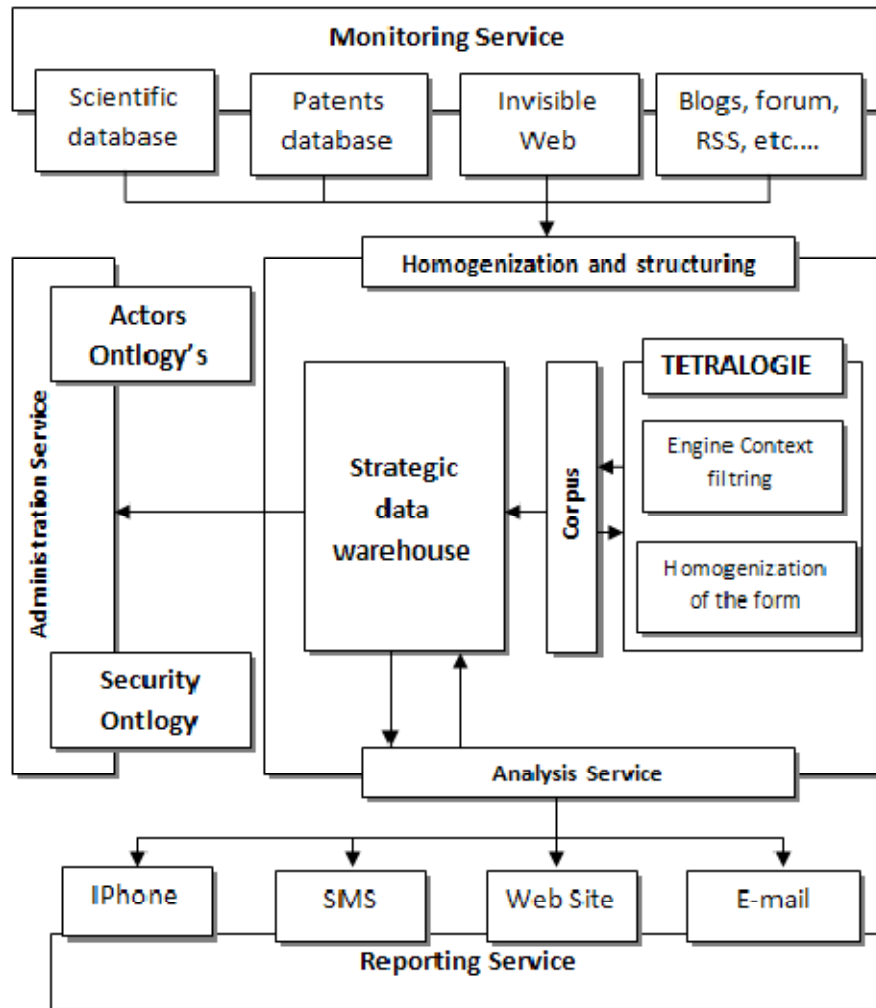 Monitoring Service
Scientific
database
Patents
database
Invisible
Web
Blogs, forum,
RSS, etc....
Homogenization and structuring
Administration Service
Actors
Ontlogy's
Security
Ontlogy
Strategic
data
warehouse
Corpus
TETRALOGIE
Engine Context
filtring
Homogenization
of the form
Analysis Service
IPhone
SMS
Web Site
E-mail
Reporting Service